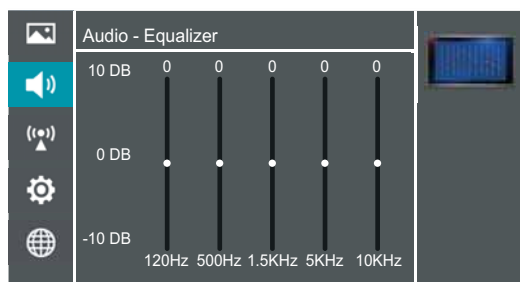 Audio - Equalizer
10 DB 0 0 0 0 0
0 DB
-10 DB
120Hz 500Hz 1.5KHz 5KHz 10KHz